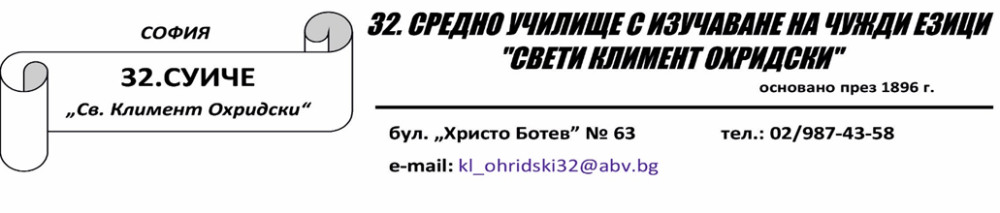 СОФИЯ
32.СУИЧЕ
„Св. Климент Охридски“
32. СРЕДНО УЧИЛИЩЕ С ИЗУЧАВАНЕ НА ЧУЖДИ ЕЗИЦИ
"СВЕТИ КЛИМЕНТ ОХРИДСКИ"
основано през 1896 г.
бул. „Христо Ботев” № 63 тел.: 02/987-43-58
e-mail: kl_ohridski32@abv.bg